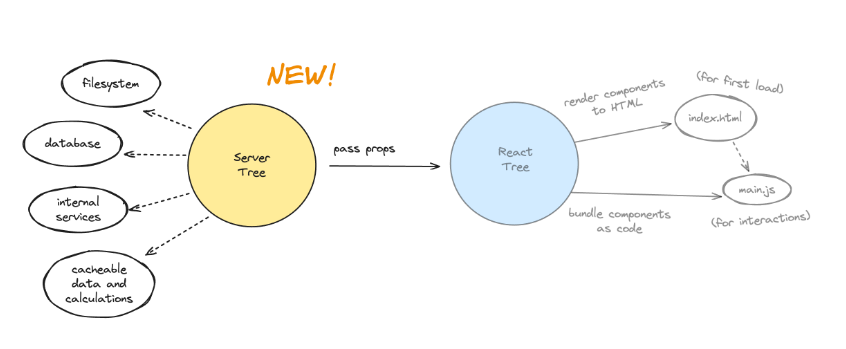 NEW!
filesystem
database
internal
services
cacheable
data and
calculations
Server
Tree
pass props
React
Tree
render components
to HTML
(for first load)
index.html
main.js
(for interactions)
bundle components
as code